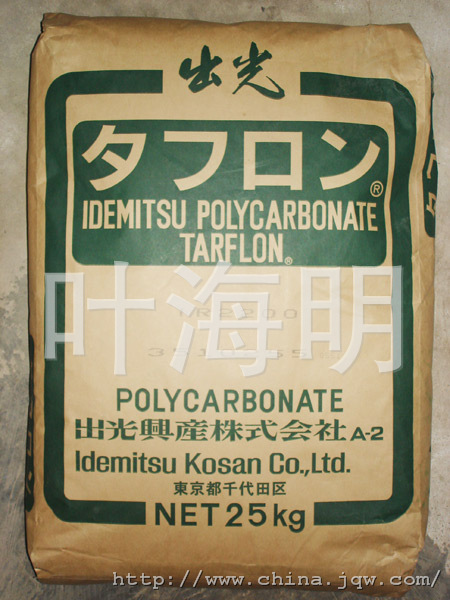 出光
タフロン®
IDEMITSU POLYCARBONATE
TARFLON®
叶海明
POLYCARBONATE
出光興産株式会社 A-2
Idemitsu Kosan Co.,Ltd.
東京都千代田区
NET 25kg
http://www.china.jqw.com/